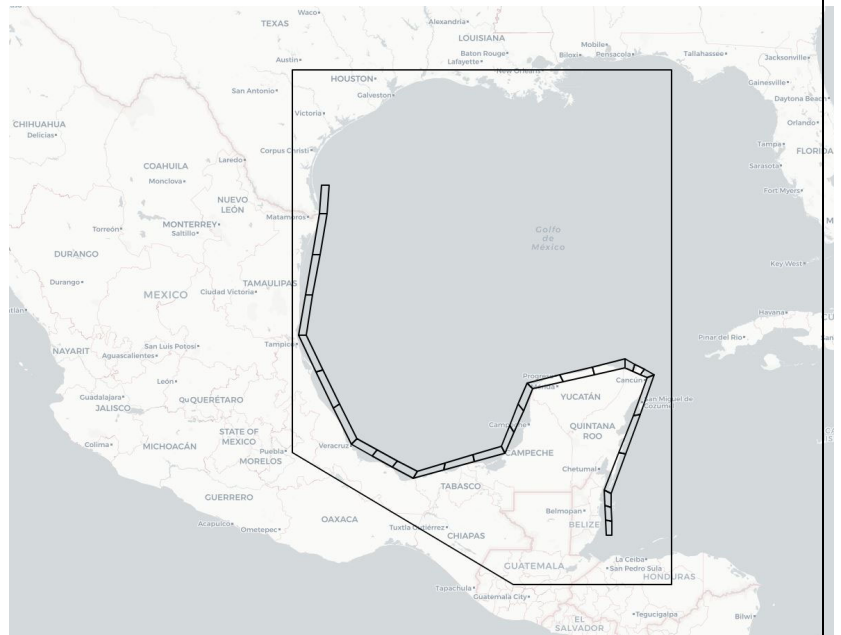 Waco
TEXAS
Alexandria
LOUISIANA
Mobile
Baton Rouge
Biloxi
Pensacola
Tallahassee
Jacksonville
Austin
Lafayette
New Orleans
HOUSTON
Gainesville
San Antonio
Galveston
Daytona Beach
Victoria
Orlando
CHIHUAHUA
Delicias
Corpus Christi
Tampa
FLORIDA
COAHUILA
Laredo
Sarasota
Monclova
Fort Myers
NUEVO
LEÓN
Matamoros
MONTERREY
Saltillo
Torreón
Golfo
de
México
DURANGO
Key West
Durango
TAMAULIPAS
MEXICO
Ciudad Victoria
Havana
Pinar del Río
NAYARIT
San Luis Potosí
Tampico
Aguascalientes
León
Cancún
Guadalajara
QUERÉTARO
YUCATÁN
San Miguel de
Cozumel
JALISCO
STATE OF
MEXICO
QUINTANA
ROO
Colima
MICHOACÁN
Veracruz
Puebla
MORELOS
CAMPECHE
Chetumal
TABASCO
GUERRERO
Belmopan
Acapulco
Ometepec
OAXACA
Tuxtla Gutiérrez
CHIAPAS
BELIZE
La Ceiba
San Pedro Sula
GUATEMALA
HONDURAS
Tapachula
Guatemala City
Tegucigalpa
Bilwi
EL
SALVADOR